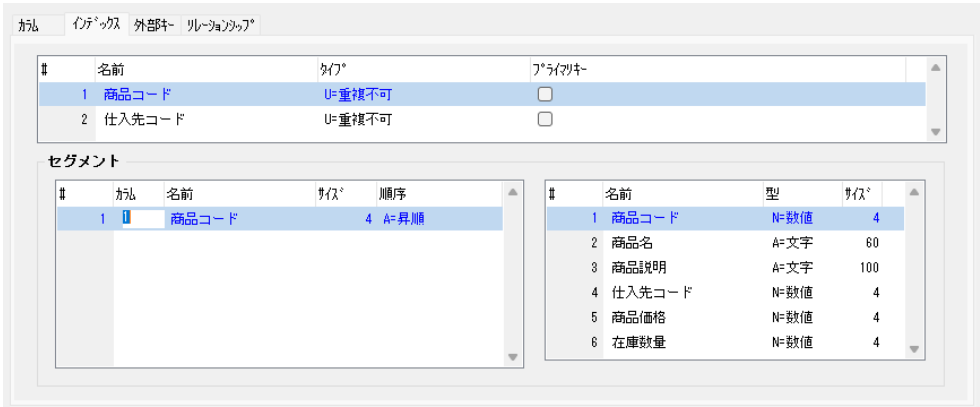 ｶﾗﾑ ｲﾝﾃﾞｯｸｽ 外部ｷｰ ﾘﾚｰｼｮﾝｼｯﾌﾟ
# 名前 ﾀｲﾌﾟ ﾌﾟﾗｲﾏﾘｷｰ
1 商品コード U=重複不可
2 仕入先コード U=重複不可
セグメント
# ｶﾗﾑ 名前 ｻｲｽﾞ 順序
1 1 商品コード 4 A=昇順
# 名前 型 ｻｲｽﾞ
1 商品コード N=数値 4
2 商品名 A=文字 60
3 商品説明 A=文字 100
4 仕入先コード N=数値 4
5 商品価格 N=数値 4
6 在庫数量 N=数値 4